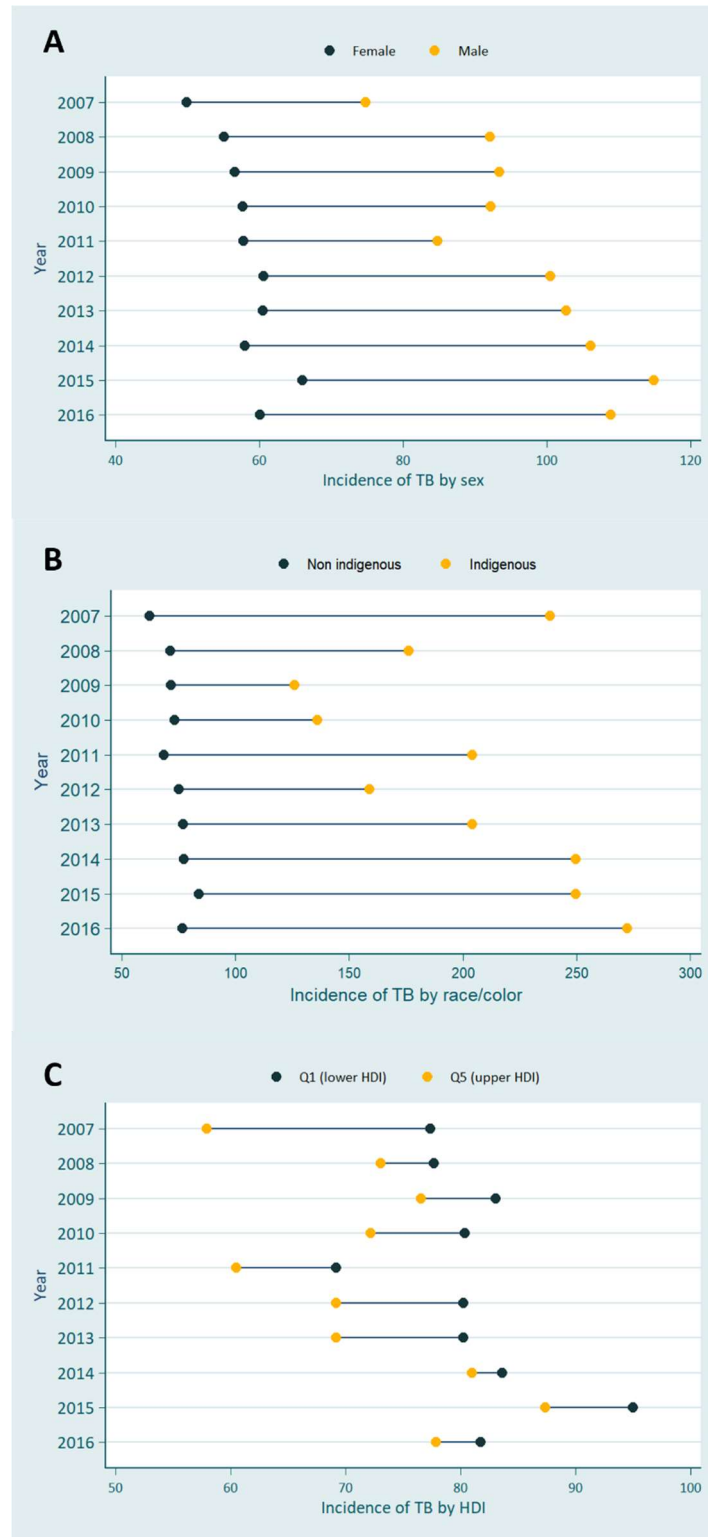 A
Female Male
2007
2008
2009
2010
2011
2012
2013
2014
2015
2016
Year
40 60 80 100 120
Incidence of TB by sex
B
Non indigenous Indigenous
2007
2008
2009
2010
2011
2012
2013
2014
2015
2016
Year
50 100 150 200 250 300
Incidence of TB by race/color
C
Q1 (lower HDI) Q5 (upper HDI)
2007
2008
2009
2010
2011
2012
2013
2014
2015
2016
Year
50 60 70 80 90 100
Incidence of TB by HDI